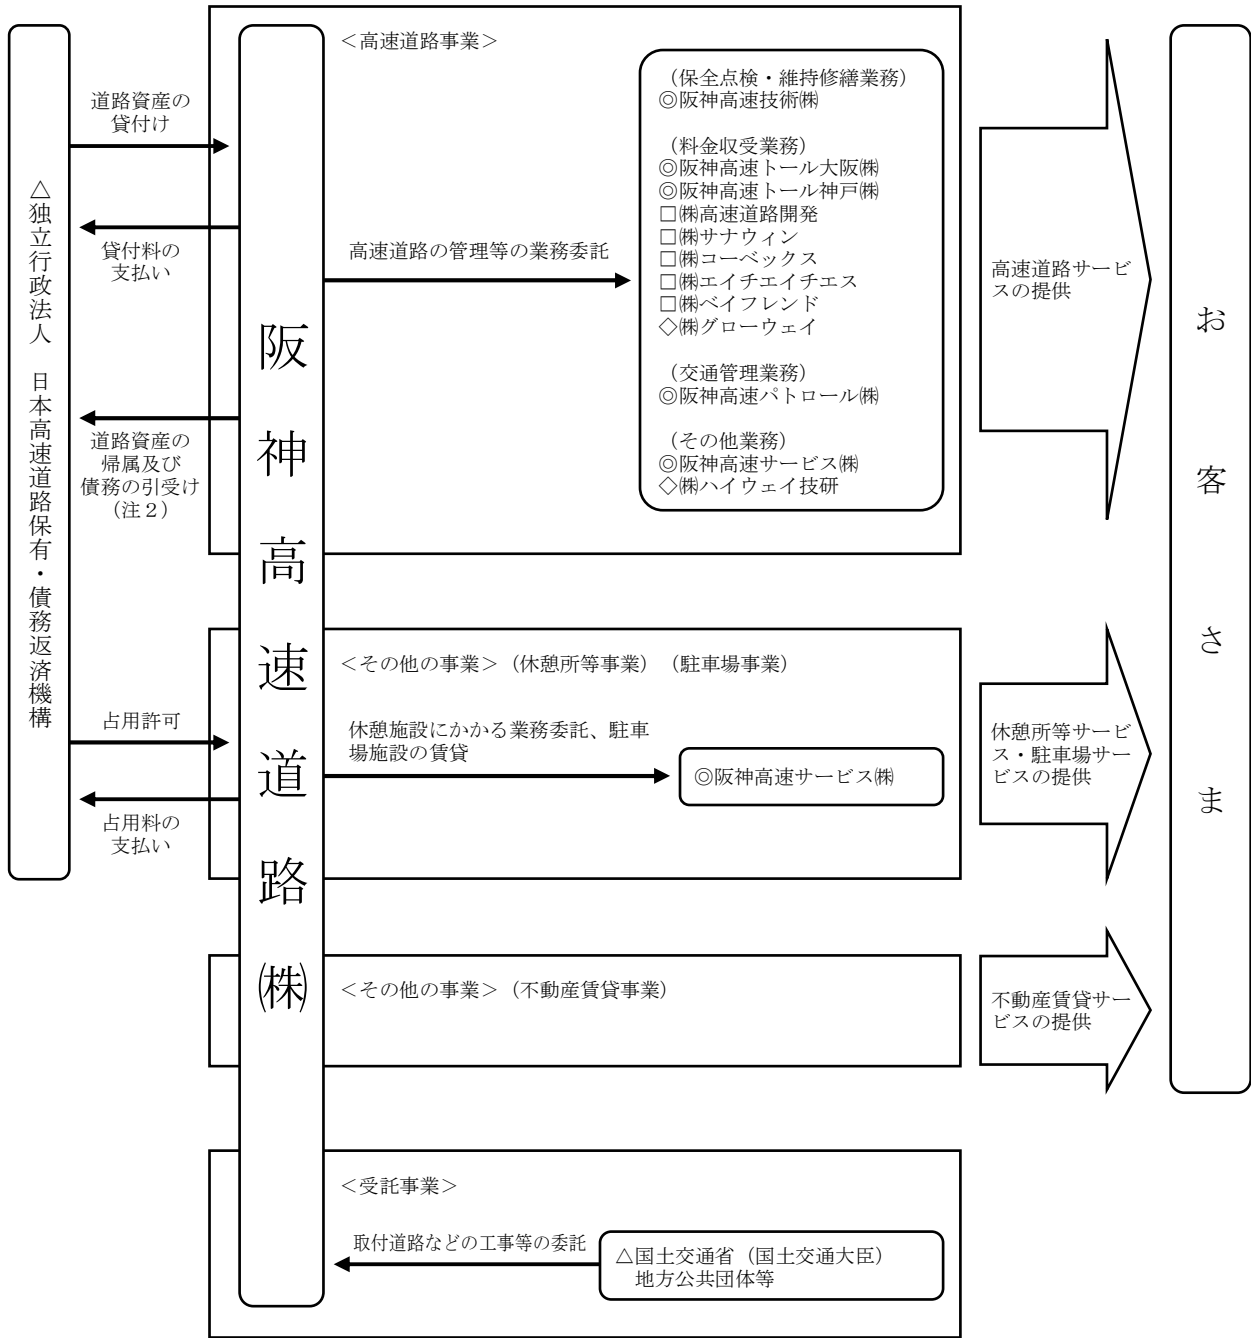 △独立行政法人　日本高速道路保有・債務返済機構
道路資産の
貸付け
貸付料の
支払い
道路資産の
帰属及び
債務の引受け
（注２）
占用許可
占用料の
支払い
阪神高速道路㈱
＜高速道路事業＞
高速道路の管理等の業務委託
（保全点検・維持修繕業務）
◎阪神高速技術㈱
（料金収受業務）
◎阪神高速トール大阪㈱
◎阪神高速トール神戸㈱
□㈱高速道路開発
□㈱サナウィン
□㈱コーベックス
□㈱エイチエイチエス
□㈱ベイフレンド
◇㈱グローウェイ
（交通管理業務）
◎阪神高速パトロール㈱
（その他業務）
◎阪神高速サービス㈱
◇㈱ハイウェイ技研
高速道路サービ
スの提供
＜その他の事業＞（休憩所等事業）（駐車場事業）
休憩施設にかかる業務委託、駐車
場施設の賃貸
◎阪神高速サービス㈱
休憩所等サービ
ス・駐車場サー
ビスの提供
＜その他の事業＞（不動産賃貸事業）
不動産賃貸サー
ビスの提供
＜受託事業＞
取付道路などの工事等の委託
△国土交通省（国土交通大臣）
地方公共団体等
お客さま